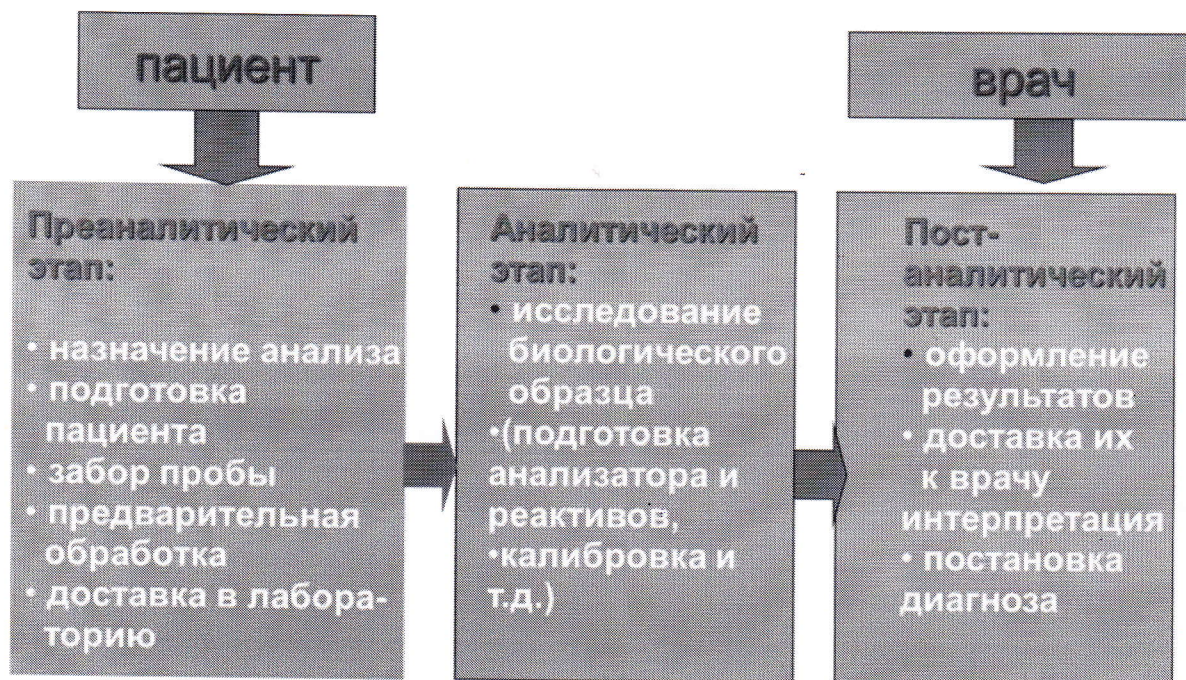 пациент
врач
Преаналитический
этап:
• назначение анализа
• подготовка
пациента
• забор пробы
• предварительная
обработка
• доставка в лабора-
торию
Аналитический
этап:
• исследование
биологического
образца
•(подготовка
анализатора и
реактивов,
•калибровка и
т.д.)
Пост-
аналитический
этап:
• оформление
результатов
• доставка их
к врачу
интерпретация
• постановка
диагноза